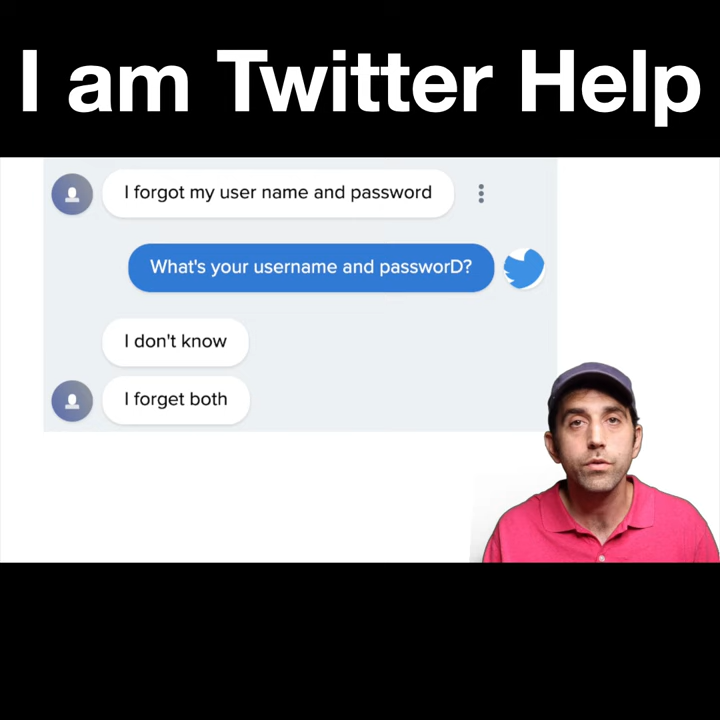 I am Twitter Help
I forgot my user name and password
What's your username and passworD?
I don't know
I forget both